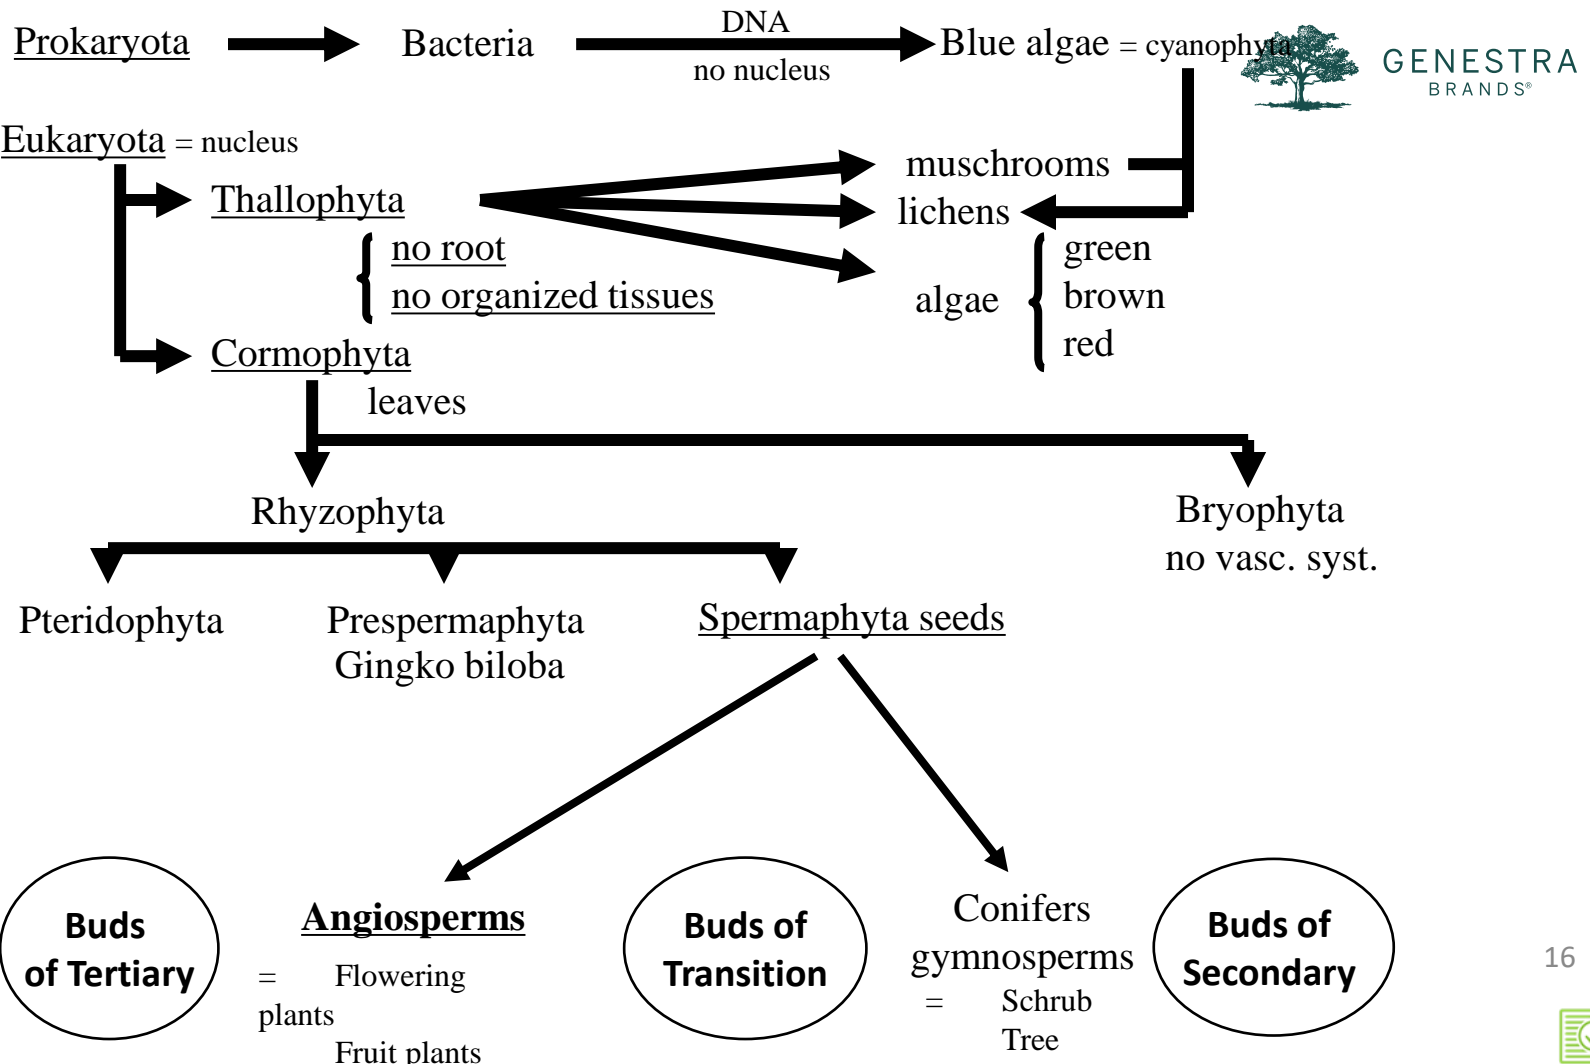 Prokaryota
Bacteria
DNA
no nucleus
Blue algae = cyanophyta
GENESTRA
BRANDS®
Eukaryota = nucleus
Thallophyta
muschrooms
lichens
no root
no organized tissues
algae
green
brown
red
Cormophyta
leaves
Rhyzophyta
Bryophyta
no vasc. syst.
Pteridophyta
Prespermaphyta
Gingko biloba
Spermaphyta seeds
Buds
of Tertiary
Angiosperms
= Flowering
plants
Fruit plants
Buds of
Transition
Conifers
gymnosperms
= Schrub
Tree
Buds of
Secondary
16